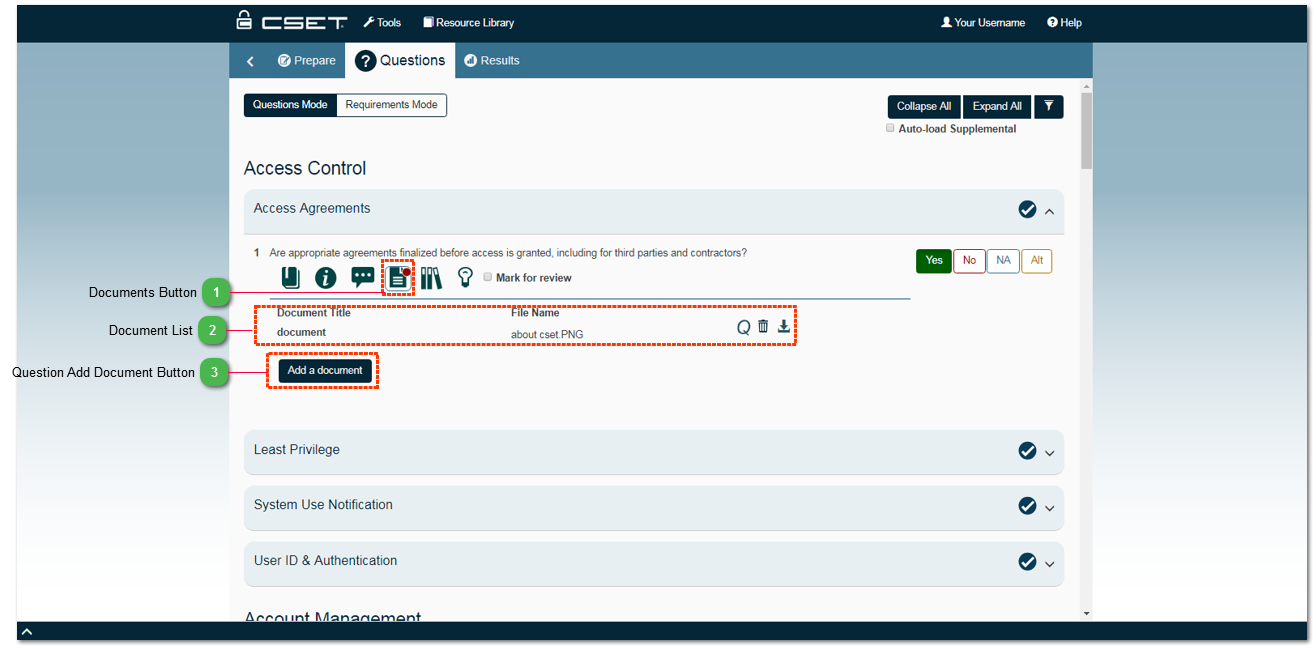 CSET Tools Resource Library Your Username Help
Prepare Questions Results
Questions Mode Requirements Mode Collapse All Expand All
Auto-load Supplemental
Access Control
Access Agreements
1 Are appropriate agreements finalized before access is granted, including for third parties and contractors? Yes No NA Alt
Mark for review
Documents Button 1
Document Title File Name
Document List 2 document about cset.PNG
Question Add Document Button 3 Add a document
Least Privilege
System Use Notification
User ID & Authentication
Account Management